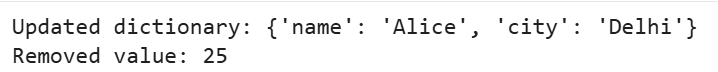 Updated dictionary: {'name': 'Alice', 'city': 'Delhi'}
Removed value: 25